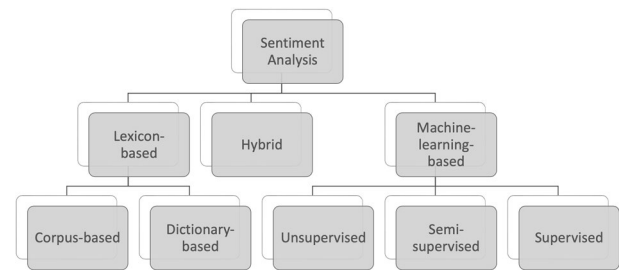 Sentiment
Analysis
Lexicon-
based
Hybrid
Machine-
learning-
based
Corpus-based
Dictionary-
based
Unsupervised
Semi-
supervised
Supervised